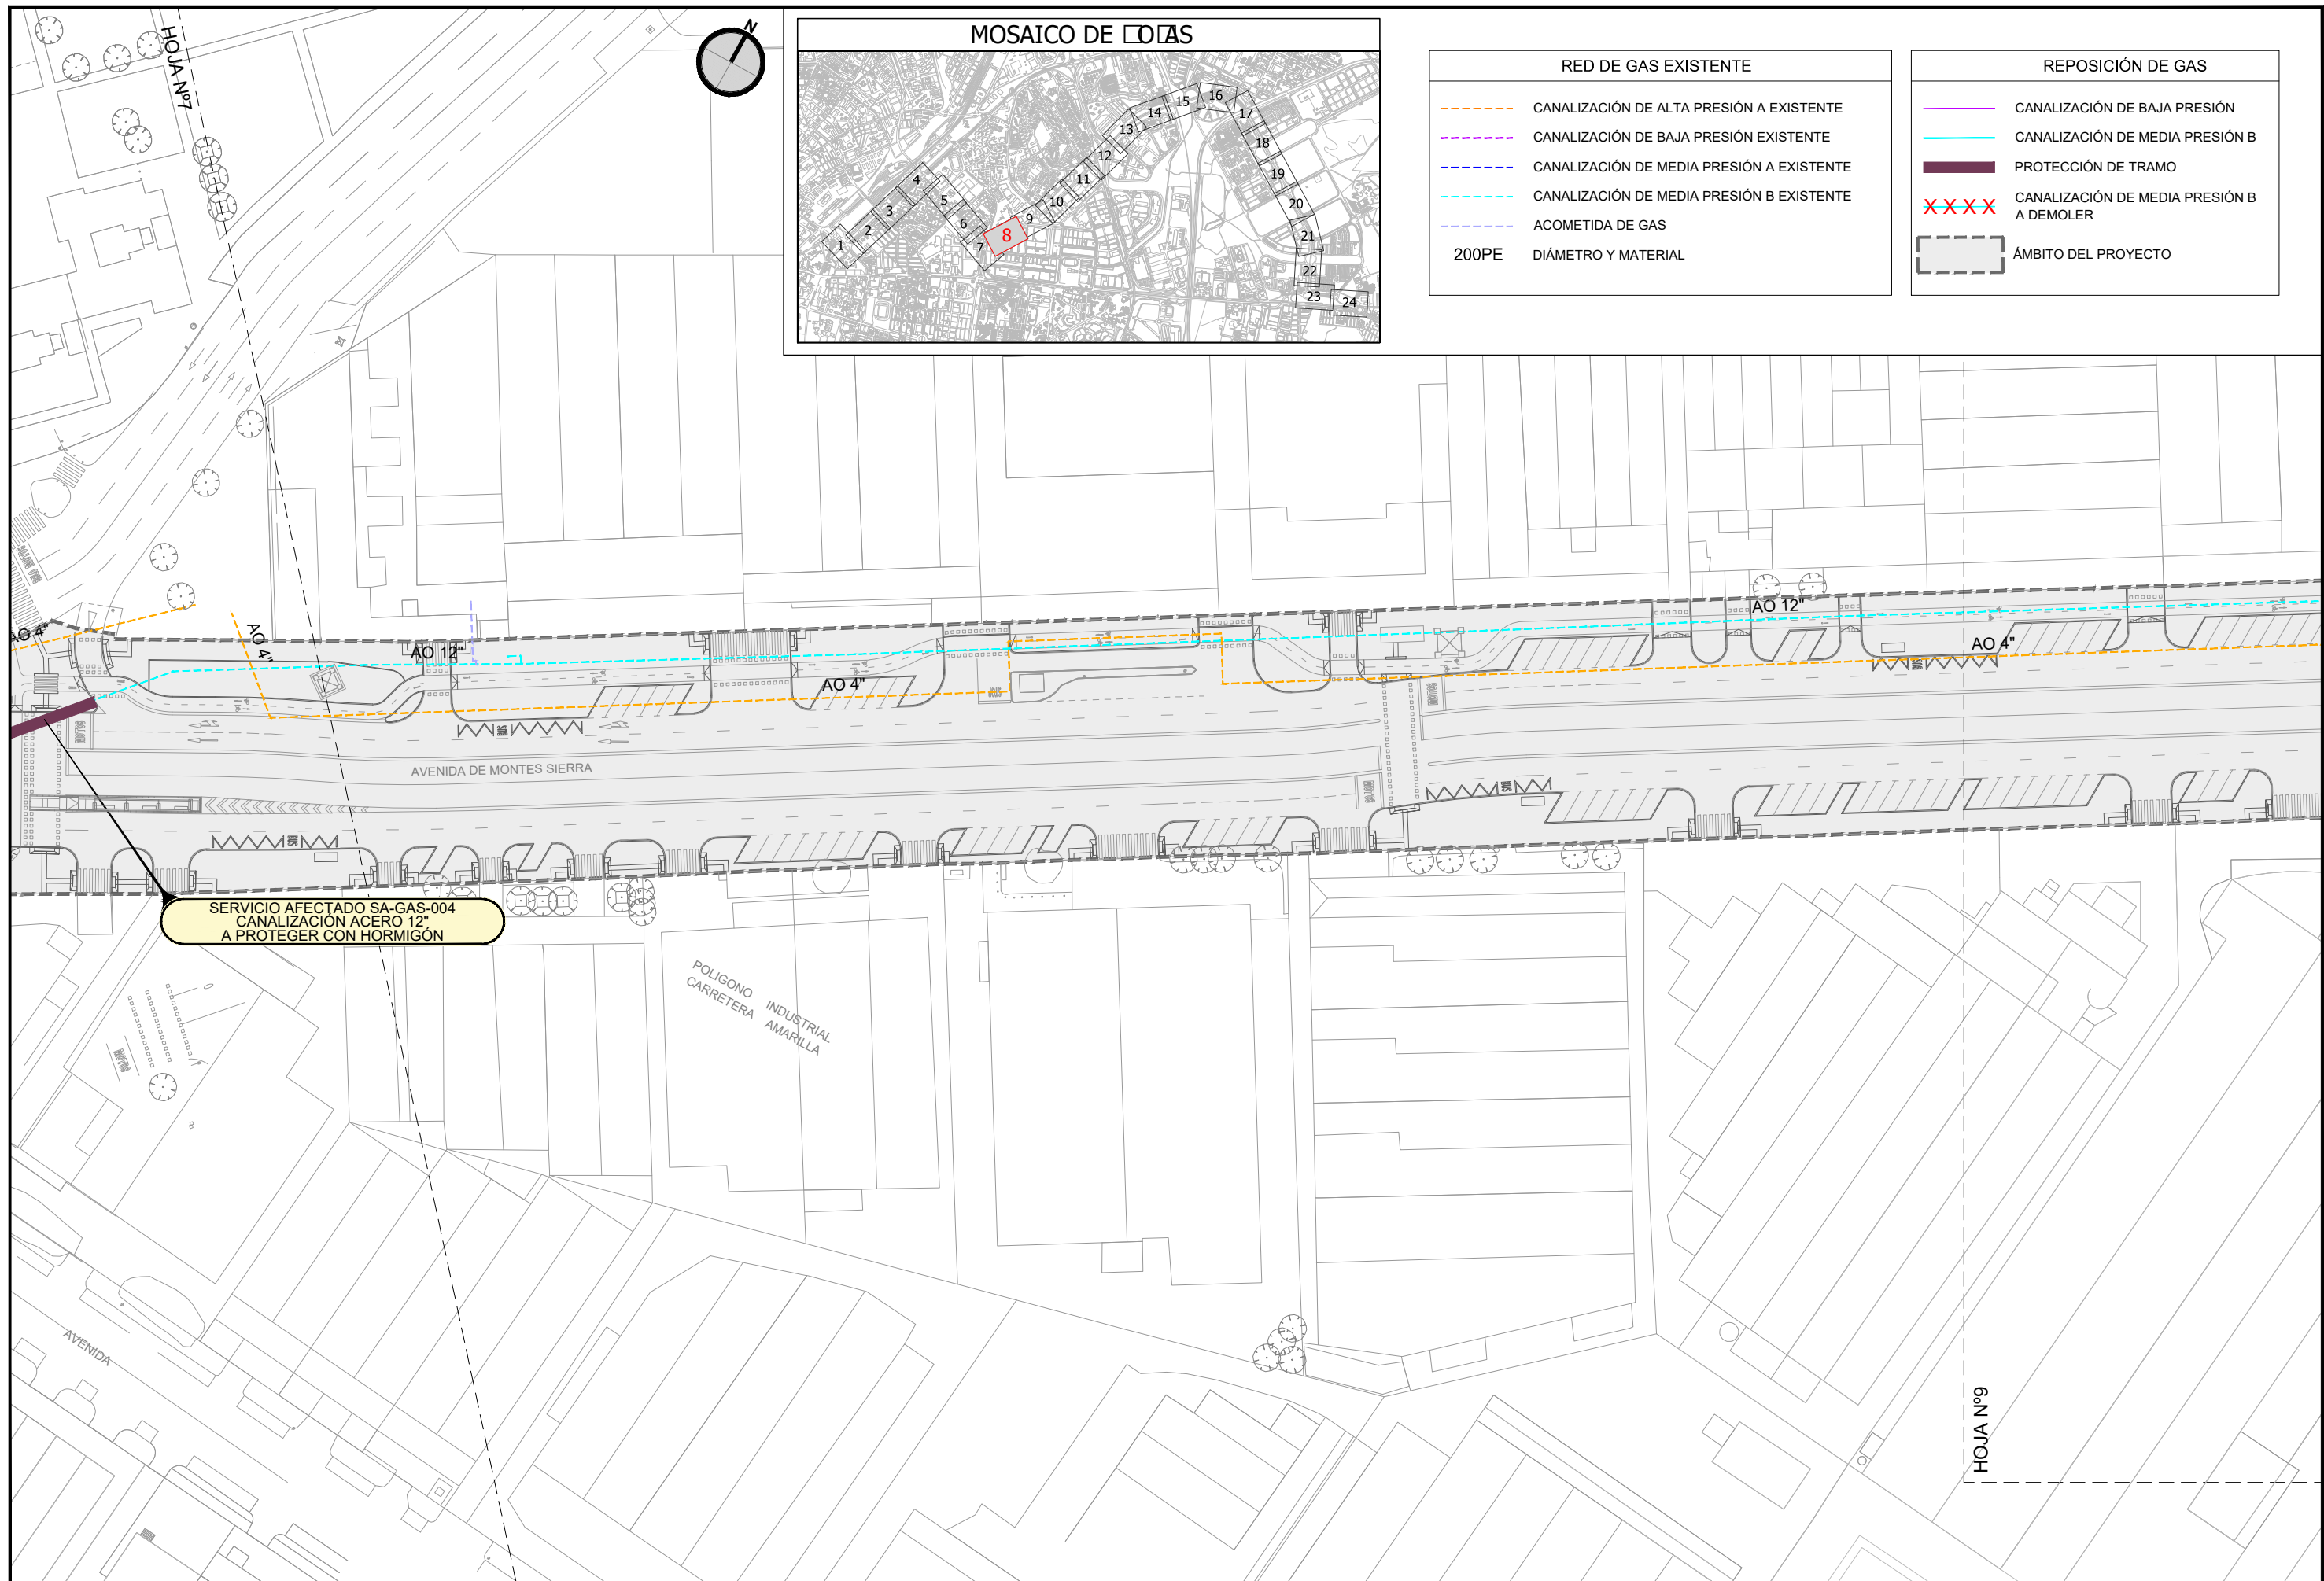 HOJA Nº7
N
MOSAICO DE □O□AS
1
2
3
4
5
6
7
8
9
10
11
12
13
14
15
16
17
18
19
20
21
22
23
24
RED DE GAS EXISTENTE
CANALIZACIÓN DE ALTA PRESIÓN A EXISTENTE
CANALIZACIÓN DE BAJA PRESIÓN EXISTENTE
CANALIZACIÓN DE MEDIA PRESIÓN A EXISTENTE
CANALIZACIÓN DE MEDIA PRESIÓN B EXISTENTE
ACOMETIDA DE GAS
200PE DIÁMETRO Y MATERIAL
REPOSICIÓN DE GAS
CANALIZACIÓN DE BAJA PRESIÓN
CANALIZACIÓN DE MEDIA PRESIÓN B
PROTECCIÓN DE TRAMO
X X X X CANALIZACIÓN DE MEDIA PRESIÓN B
A DEMOLER
ÁMBITO DEL PROYECTO
AO 4"
AO 4"
AO 12"
AO 4"
AO 12"
AO 4"
AVENIDA DE MONTES SIERRA
SERVICIO AFECTADO SA-GAS-004
CANALIZACIÓN ACERO 12",
A PROTEGER CON HORMIGÓN
POLIGONO INDUSTRIAL
CARRETERA AMARILLA
AVENIDA
HOJA Nº9